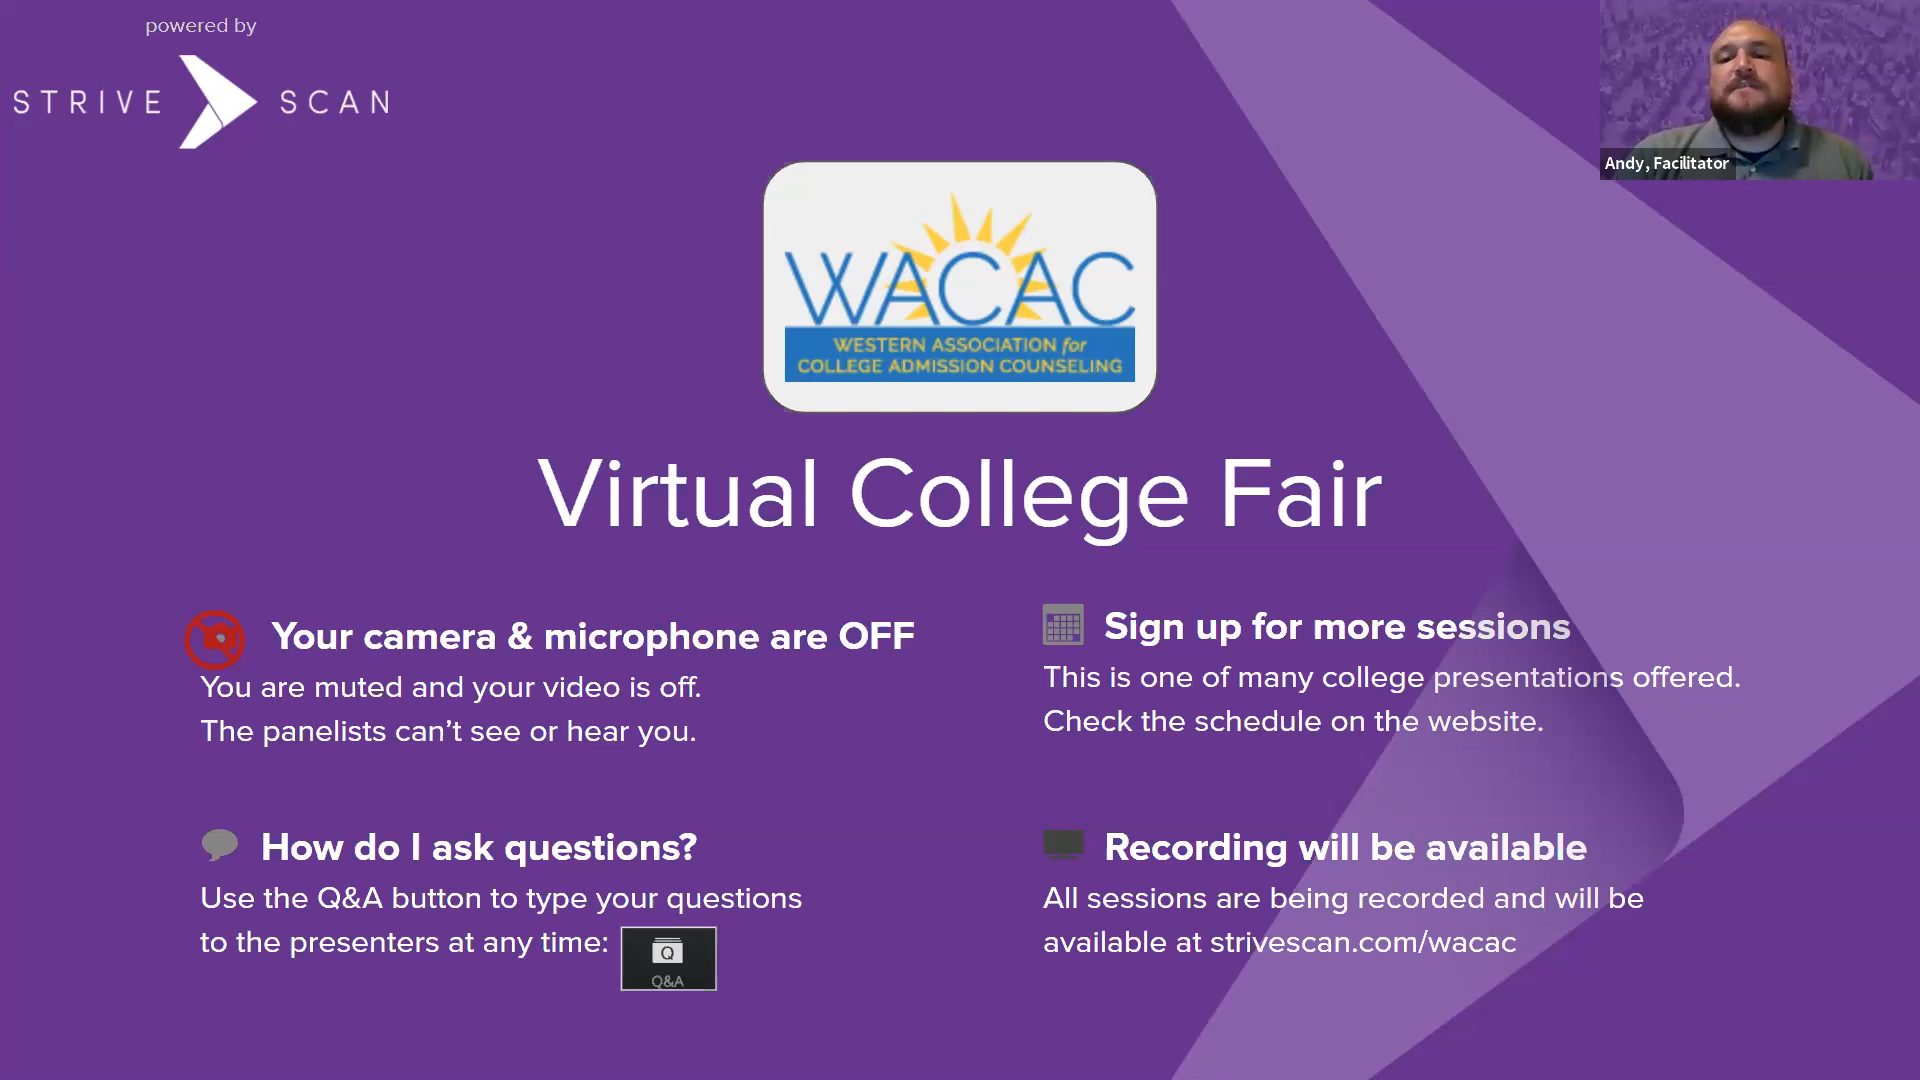 powered by
STRIVE SCAN
Andy, Facilitator
WACAC
WESTERN ASSOCIATION for
COLLEGE ADMISSION COUNSELING
Virtual College Fair
Your camera & microphone are OFF
You are muted and your video is off.
The panelists can’t see or hear you.
Sign up for more sessions
This is one of many college presentations offered.
Check the schedule on the website.
How do I ask questions?
Use the Q&A button to type your questions
to the presenters at any time:
Q
Q&A
Recording will be available
All sessions are being recorded and will be
available at strivescan.com/wacac